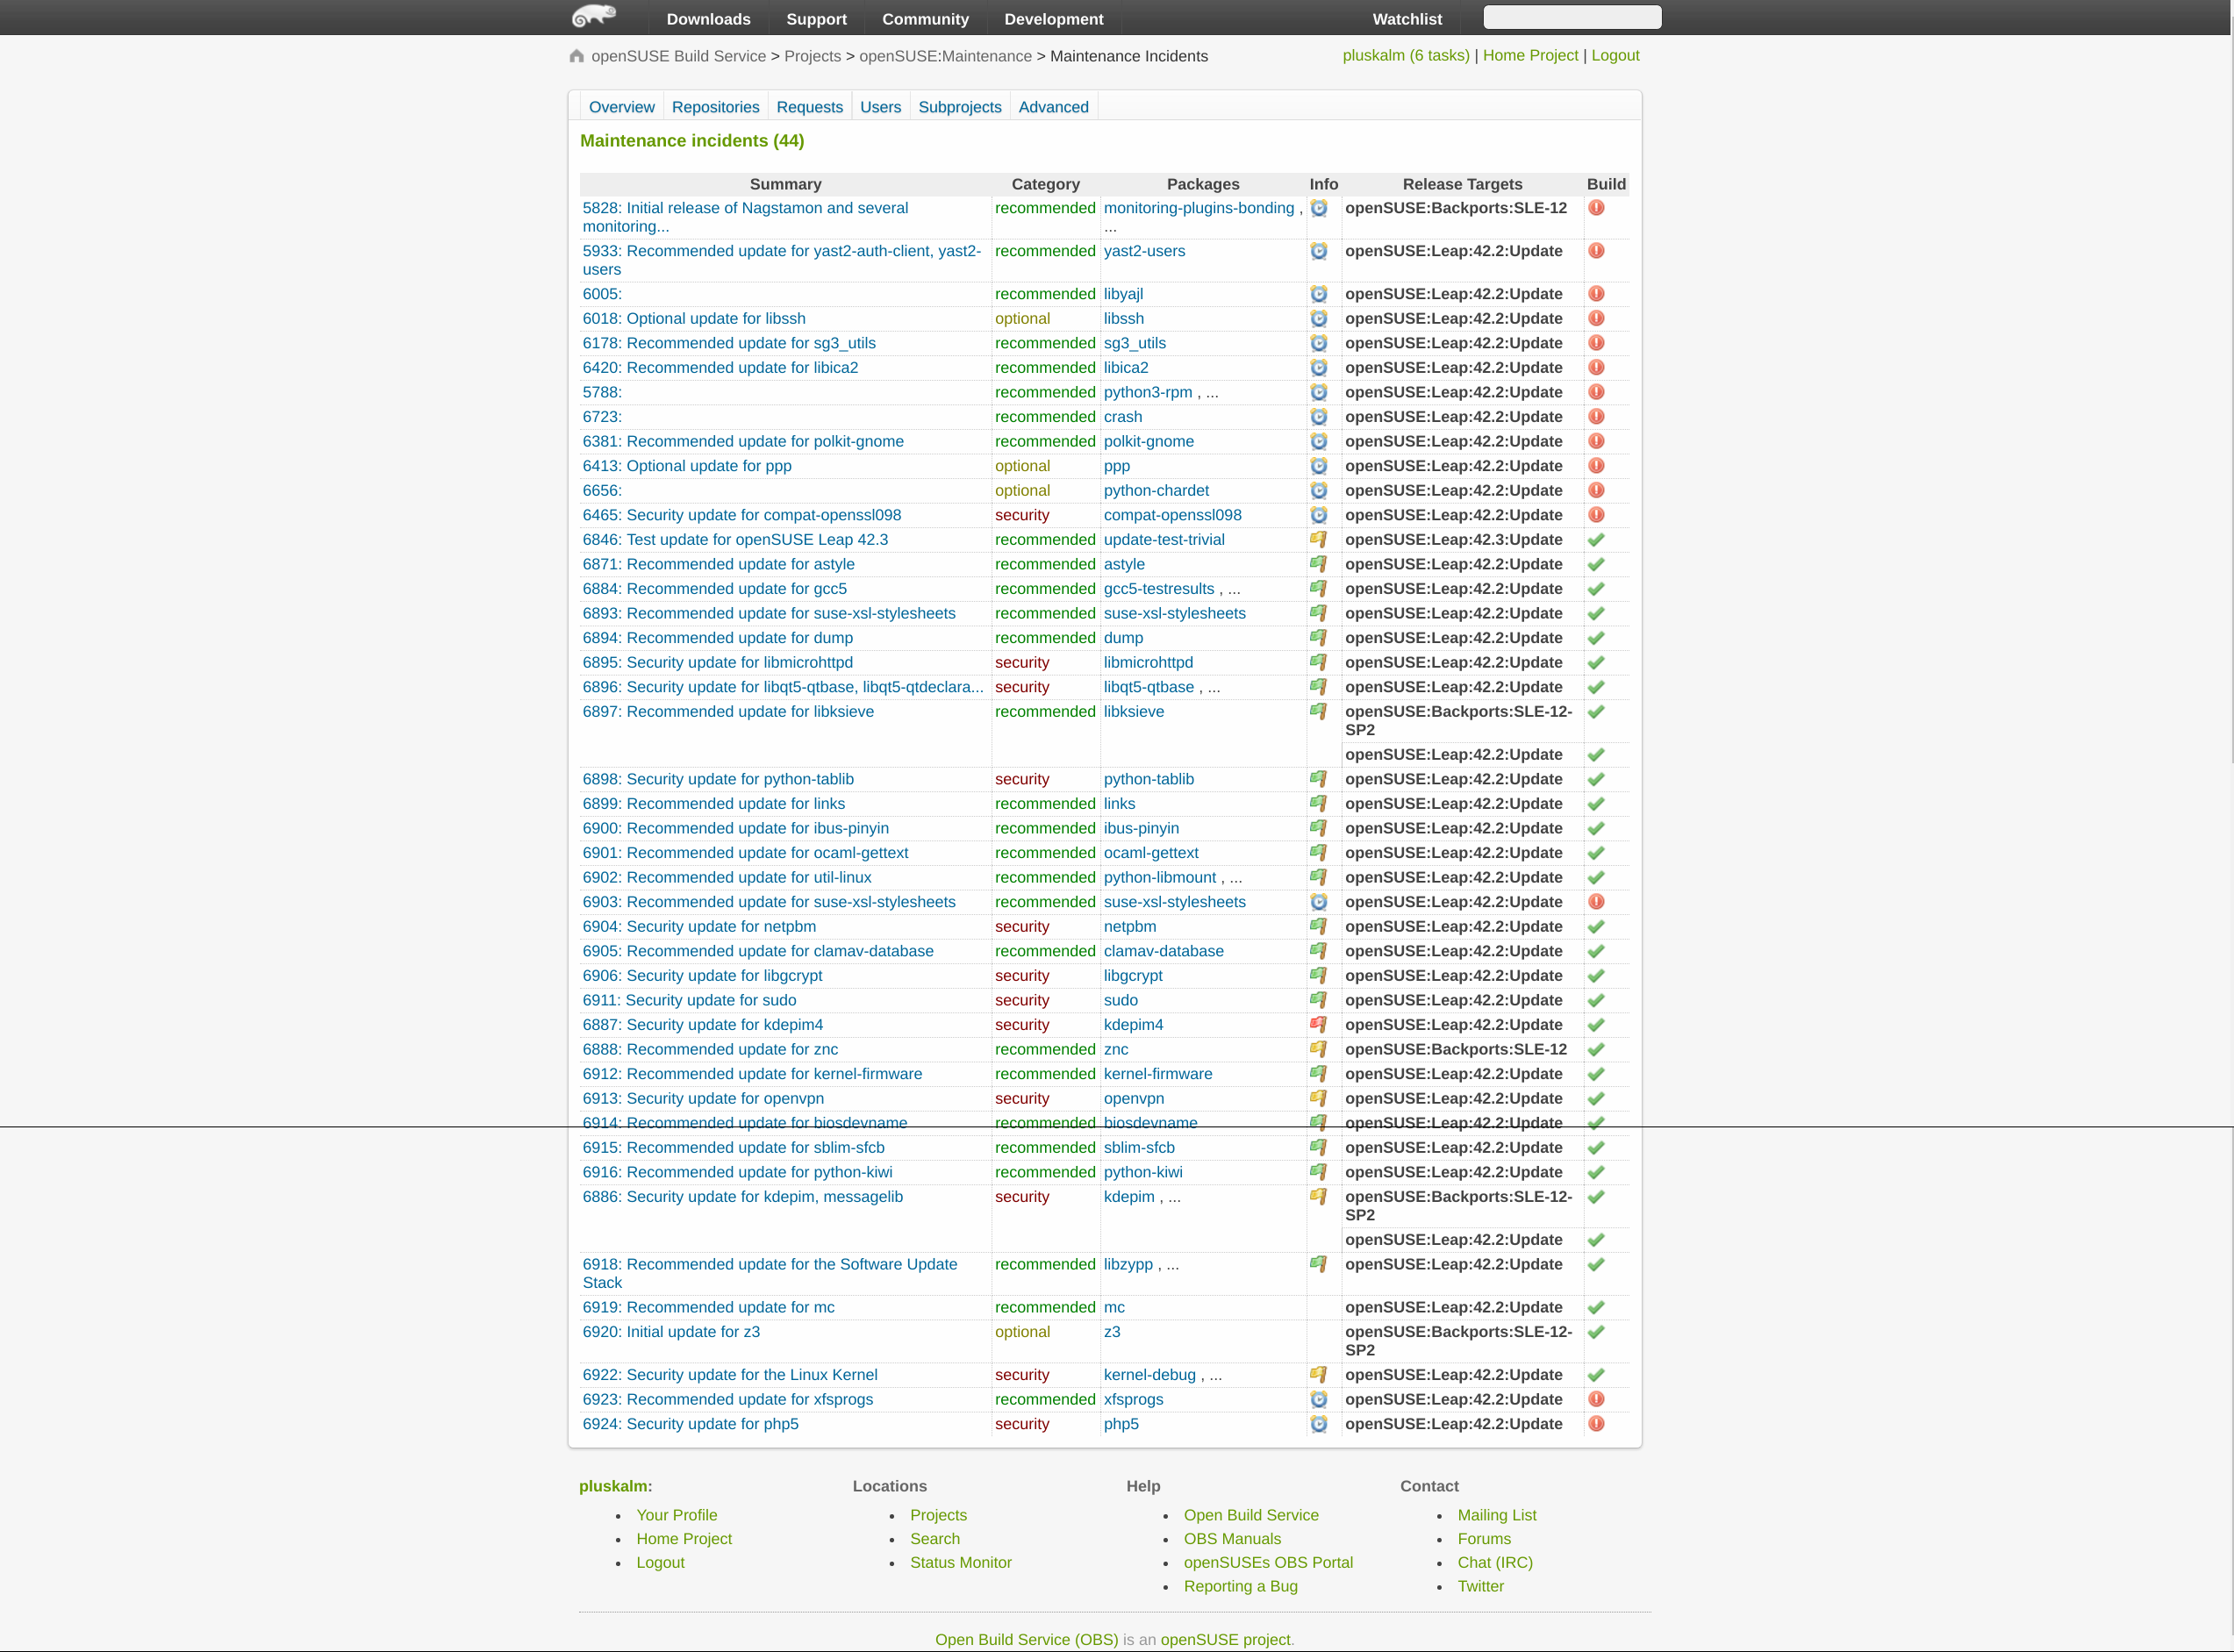 Downloads Support Community Development Watchlist
openSUSE Build Service > Projects > openSUSE:Maintenance > Maintenance Incidents pluskalm (6 tasks) | Home Project | Logout
Overview Repositories Requests Users Subprojects Advanced
Maintenance incidents (44)
Summary Category Packages Info Release Targets Build
5828: Initial release of Nagstamon and several recommended monitoring-plugins-bonding , openSUSE:Backports:SLE-12
monitoring... ...
5933: Recommended update for yast2-auth-client, yast2- recommended yast2-users openSUSE:Leap:42.2:Update
users
6005: recommended libyajl openSUSE:Leap:42.2:Update
6018: Optional update for libssh optional libssh openSUSE:Leap:42.2:Update
6178: Recommended update for sg3_utils recommended sg3_utils openSUSE:Leap:42.2:Update
6420: Recommended update for libica2 recommended libica2 openSUSE:Leap:42.2:Update
5788: recommended python3-rpm , ... openSUSE:Leap:42.2:Update
6723: recommended crash openSUSE:Leap:42.2:Update
6381: Recommended update for polkit-gnome recommended polkit-gnome openSUSE:Leap:42.2:Update
6413: Optional update for ppp optional ppp openSUSE:Leap:42.2:Update
6656: optional python-chardet openSUSE:Leap:42.2:Update
6465: Security update for compat-openssl098 security compat-openssl098 openSUSE:Leap:42.2:Update
6846: Test update for openSUSE Leap 42.3 recommended update-test-trivial openSUSE:Leap:42.3:Update
6871: Recommended update for astyle recommended astyle openSUSE:Leap:42.2:Update
6884: Recommended update for gcc5 recommended gcc5-testresults , ... openSUSE:Leap:42.2:Update
6893: Recommended update for suse-xsl-stylesheets recommended suse-xsl-stylesheets openSUSE:Leap:42.2:Update
6894: Recommended update for dump recommended dump openSUSE:Leap:42.2:Update
6895: Security update for libmicrohttpd security libmicrohttpd openSUSE:Leap:42.2:Update
6896: Security update for libqt5-qtbase, libqt5-qtdeclara... security libqt5-qtbase , ... openSUSE:Leap:42.2:Update
6897: Recommended update for libksieve recommended libksieve openSUSE:Backports:SLE-12-
SP2
openSUSE:Leap:42.2:Update
6898: Security update for python-tablib security python-tablib openSUSE:Leap:42.2:Update
6899: Recommended update for links recommended links openSUSE:Leap:42.2:Update
6900: Recommended update for ibus-pinyin recommended ibus-pinyin openSUSE:Leap:42.2:Update
6901: Recommended update for ocaml-gettext recommended ocaml-gettext openSUSE:Leap:42.2:Update
6902: Recommended update for util-linux recommended python-libmount , ... openSUSE:Leap:42.2:Update
6903: Recommended update for suse-xsl-stylesheets recommended suse-xsl-stylesheets openSUSE:Leap:42.2:Update
6904: Security update for netpbm security netpbm openSUSE:Leap:42.2:Update
6905: Recommended update for clamav-database recommended clamav-database openSUSE:Leap:42.2:Update
6906: Security update for libgcrypt security libgcrypt openSUSE:Leap:42.2:Update
6911: Security update for sudo security sudo openSUSE:Leap:42.2:Update
6887: Security update for kdepim4 security kdepim4 openSUSE:Leap:42.2:Update
6888: Recommended update for znc recommended znc openSUSE:Backports:SLE-12
6912: Recommended update for kernel-firmware recommended kernel-firmware openSUSE:Leap:42.2:Update
6913: Security update for openvpn security openvpn openSUSE:Leap:42.2:Update
6914: Recommended update for biosdevname recommended biosdevname openSUSE:Leap:42.2:Update
6915: Recommended update for sblim-sfcb recommended sblim-sfcb openSUSE:Leap:42.2:Update
6916: Recommended update for python-kiwi recommended python-kiwi openSUSE:Leap:42.2:Update
6886: Security update for kdepim, messagelib security kdepim , ... openSUSE:Backports:SLE-12-
SP2
openSUSE:Leap:42.2:Update
6918: Recommended update for the Software Update recommended libzypp , ... openSUSE:Leap:42.2:Update
Stack
6919: Recommended update for mc recommended mc openSUSE:Leap:42.2:Update
6920: Initial update for z3 optional z3 openSUSE:Backports:SLE-12-
SP2
6922: Security update for the Linux Kernel security kernel-debug , ... openSUSE:Leap:42.2:Update
6923: Recommended update for xfsprogs recommended xfsprogs openSUSE:Leap:42.2:Update
6924: Security update for php5 security php5 openSUSE:Leap:42.2:Update
pluskalm: Locations Help Contact
Your Profile Projects Open Build Service Mailing List
Home Project Search OBS Manuals Forums
Logout Status Monitor openSUSEs OBS Portal Chat (IRC)
Reporting a Bug Twitter
Open Build Service (OBS) is an openSUSE project.